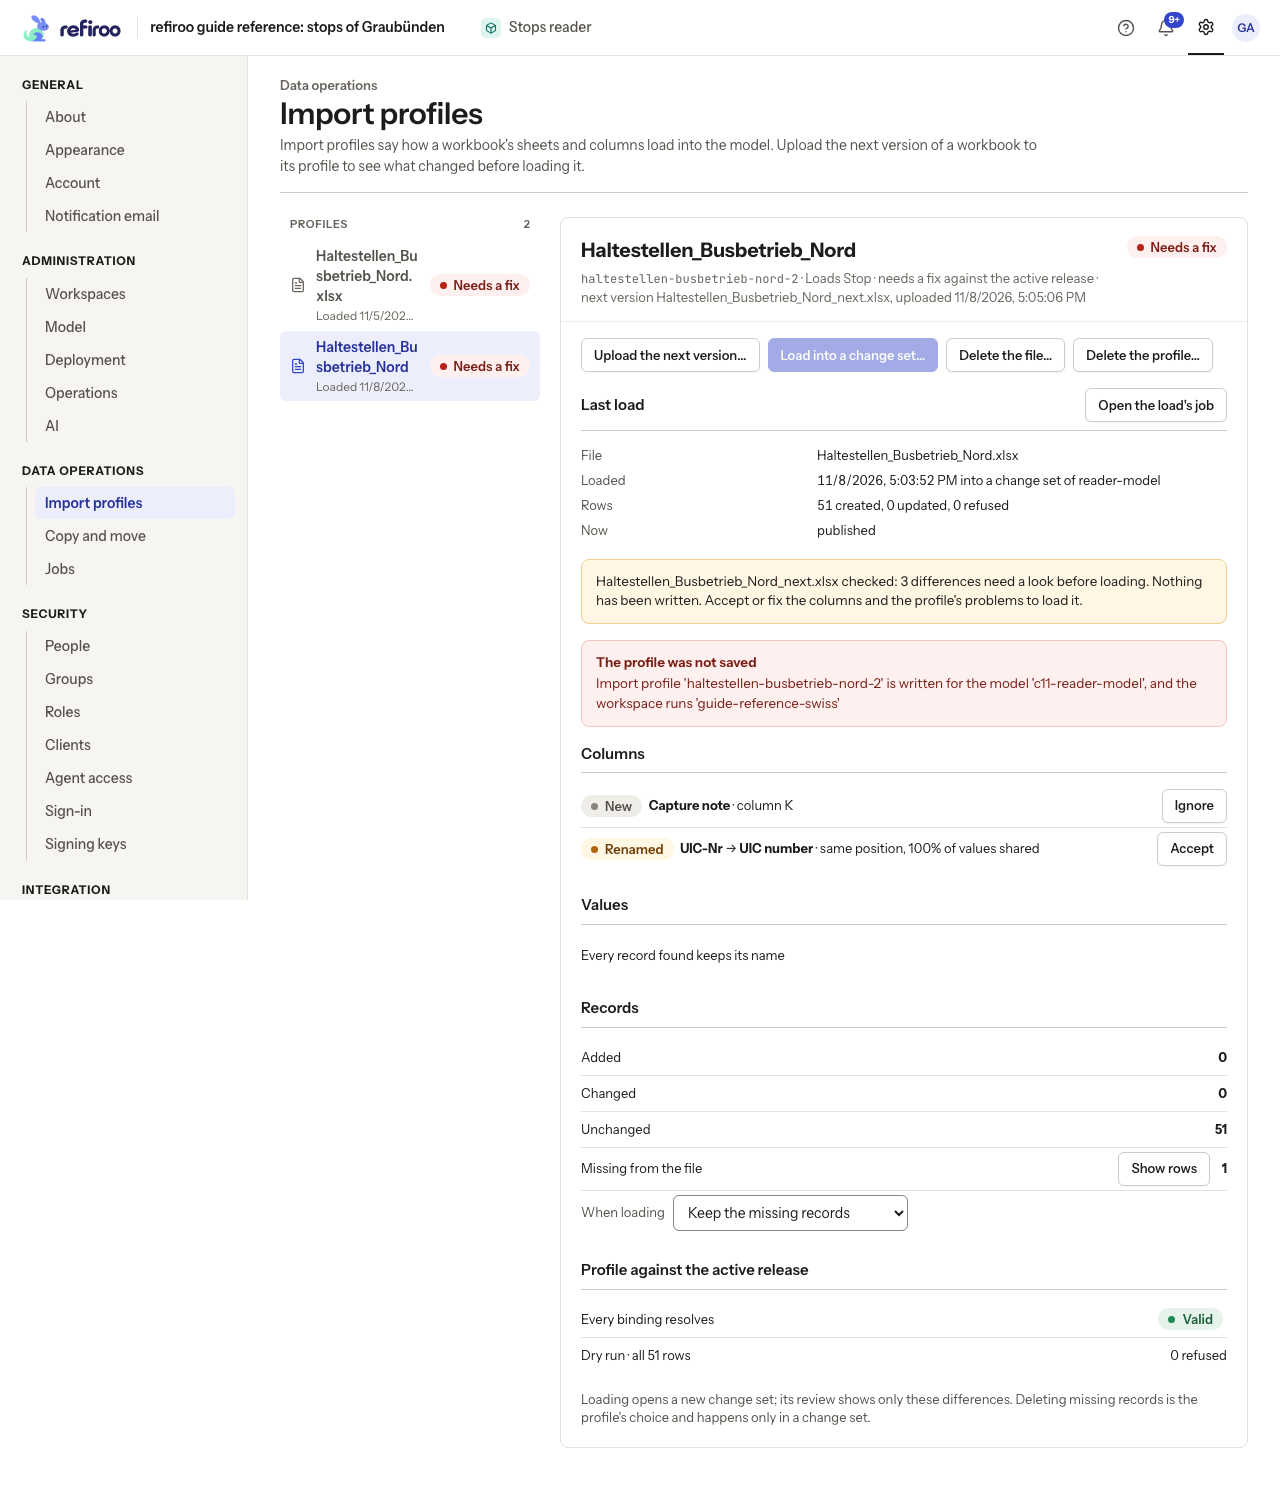 refiroo
refiroo guide reference: stops of Graubünden
Stops reader
9+
GA
GENERAL
About
Appearance
Account
Notification email
ADMINISTRATION
Workspaces
Model
Deployment
Operations
AI
DATA OPERATIONS
Import profiles
Copy and move
Jobs
SECURITY
People
Groups
Roles
Clients
Agent access
Sign-in
Signing keys
INTEGRATION
Data operations
Import profiles
Import profiles say how a workbook's sheets and columns load into the model. Upload the next version of a workbook to
its profile to see what changed before loading it.
PROFILES 2
Haltestellen_Bu
sbetrieb_Nord.
xlsx
Loaded 11/5/202...
Needs a fix
Haltestellen_Bu
sbetrieb_Nord
Loaded 11/8/202...
Needs a fix
Haltestellen_Busbetrieb_Nord
Needs a fix
haltestellen-busbetrieb-nord-2 · Loads Stop · needs a fix against the active release ·
next version Haltestellen_Busbetrieb_Nord_next.xlsx, uploaded 11/8/2026, 5:05:06 PM
Upload the next version... Load into a change set... Delete the file... Delete the profile...
Last load
Open the load's job
File Haltestellen_Busbetrieb_Nord.xlsx
Loaded 11/8/2026, 5:03:52 PM into a change set of reader-model
Rows 51 created, 0 updated, 0 refused
Now published
Haltestellen_Busbetrieb_Nord_next.xlsx checked: 3 differences need a look before loading. Nothing
has been written. Accept or fix the columns and the profile's problems to load it.
The profile was not saved
Import profile 'haltestellen-busbetrieb-nord-2' is written for the model 'c11-reader-model', and the
workspace runs 'guide-reference-swiss'
Columns
New Capture note · column K Ignore
Renamed UIC-Nr → UIC number · same position, 100% of values shared Accept
Values
Every record found keeps its name
Records
Added 0
Changed 0
Unchanged 51
Missing from the file Show rows 1
When loading Keep the missing records
Profile against the active release
Every binding resolves Valid
Dry run · all 51 rows 0 refused
Loading opens a new change set; its review shows only these differences. Deleting missing records is the
profile's choice and happens only in a change set.